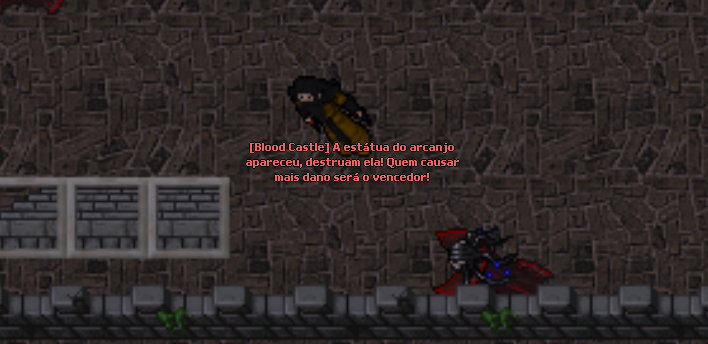 [Blood Castle] A estátua do arcanjo
apareceu, destruam ela! Quem causar
mais dano será o vencedor!